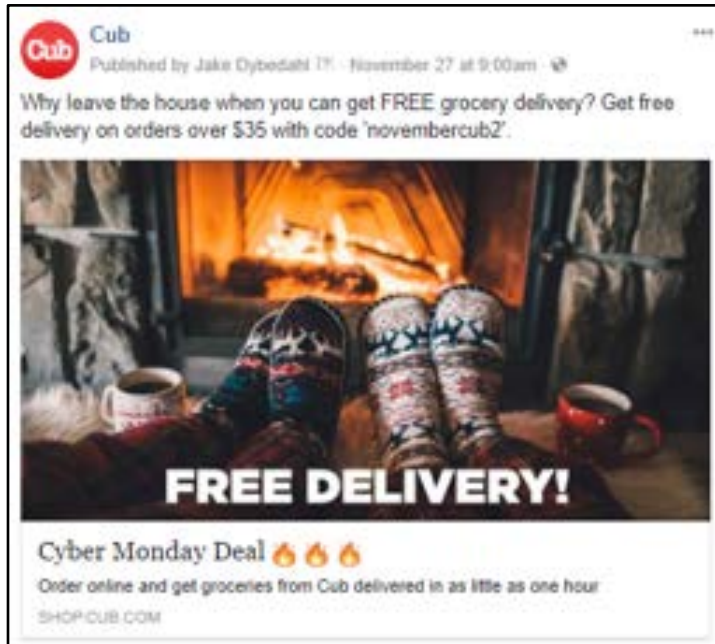 Cub
Cub
Published by Jake Dybedahl · November 27 at 9:00am ·
Why leave the house when you can get FREE grocery delivery? Get free
delivery on orders over $35 with code 'novembercub2'.
FREE DELIVERY!
Cyber Monday Deal 🔥🔥🔥
Order online and get groceries from Cub delivered in as little as one hour
SHOP.CUB.COM